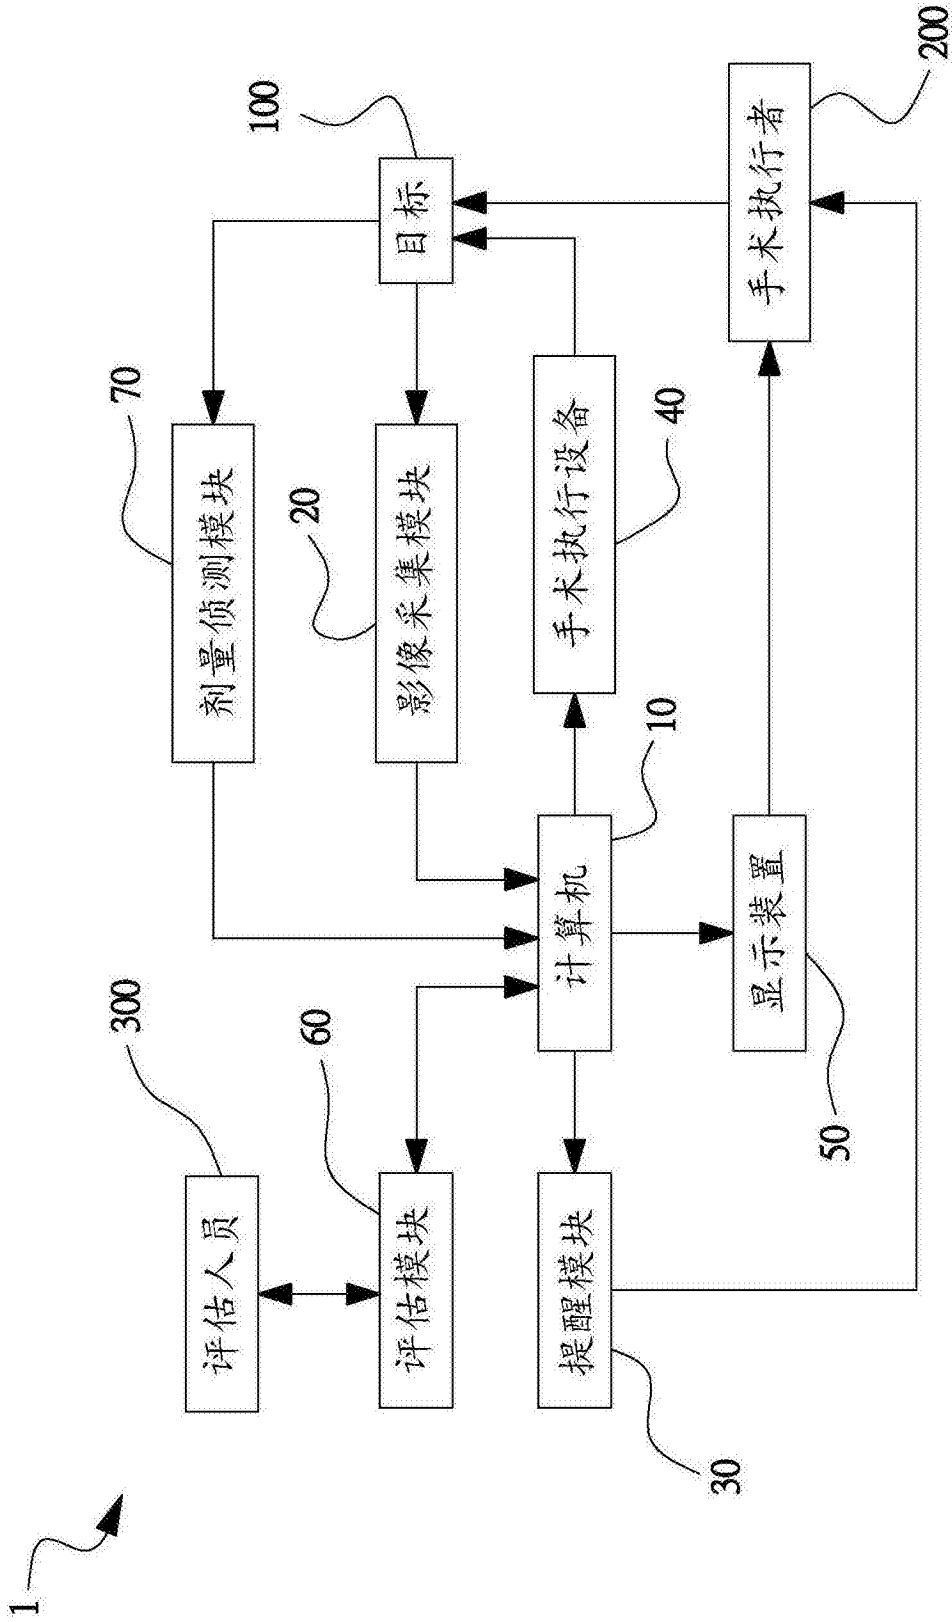 1
300
70
评估人员
剂量侦测模块
100
60
20
评估模块
影像采集模块
目标
提醒模块
计算机
手术执行设备
10
40
30
显示装置
手术执行者
50
200